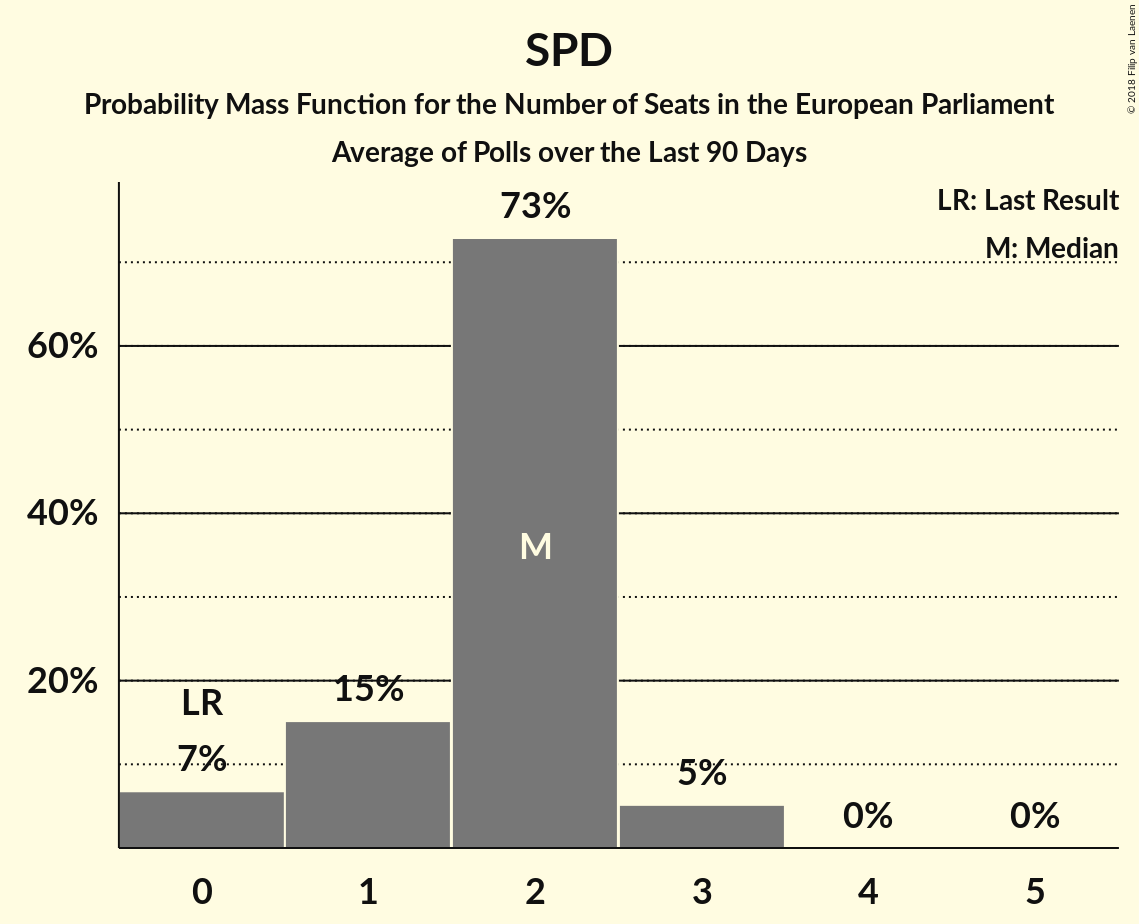 SPD
Probability Mass Function for the Number of Seats in the European Parliament
Average of Polls over the Last 90 Days
© 2018 Filip van Laenen
LR: Last Result
M: Median
73%
60%
40%
M
20%
LR
15%
7%
5%
0%
0%
0 1 2 3 4 5